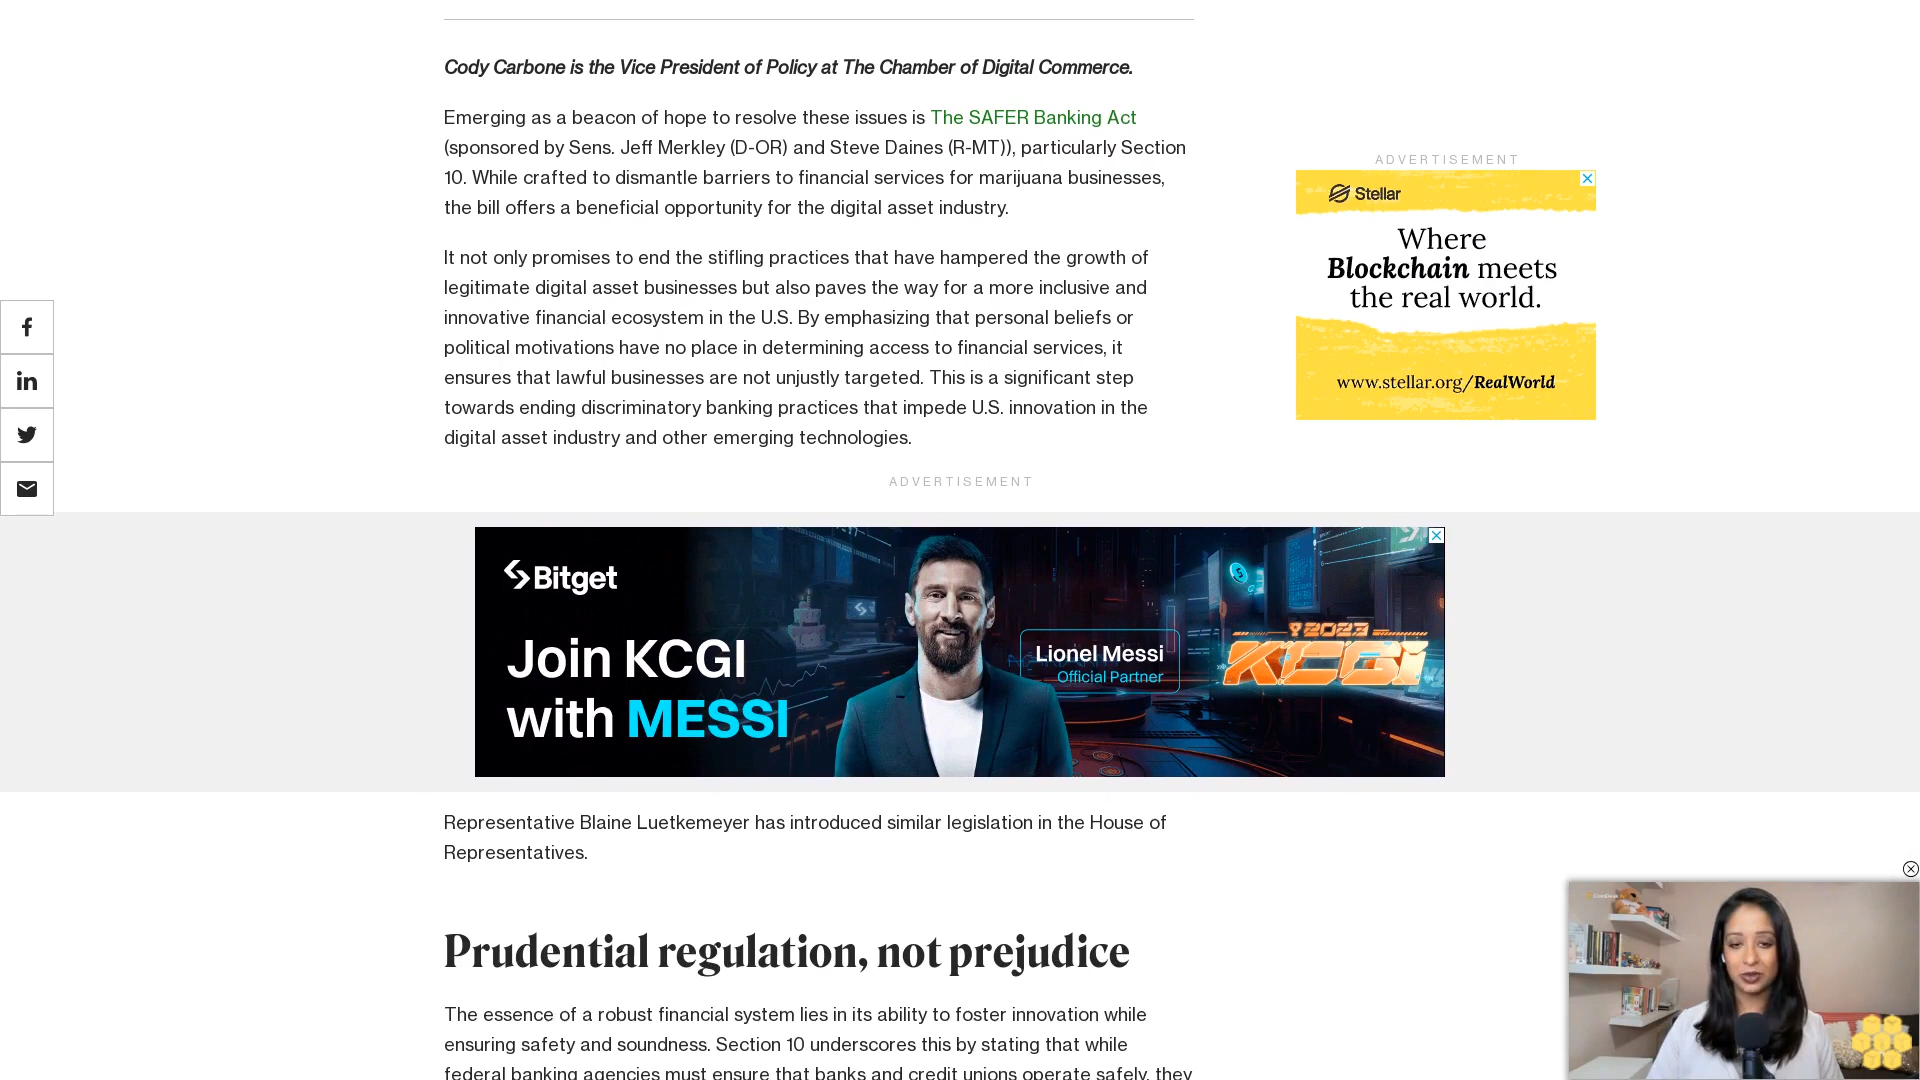 Cody Carbone is the Vice President of Policy at The Chamber of Digital Commerce.
Emerging as a beacon of hope to resolve these issues is The SAFER Banking Act
(sponsored by Sens. Jeff Merkley (D-OR) and Steve Daines (R-MT)), particularly Section
10. While crafted to dismantle barriers to financial services for marijuana businesses,
the bill offers a beneficial opportunity for the digital asset industry.
It not only promises to end the stifling practices that have hampered the growth of
legitimate digital asset businesses but also paves the way for a more inclusive and
innovative financial ecosystem in the U.S. By emphasizing that personal beliefs or
political motivations have no place in determining access to financial services, it
ensures that lawful businesses are not unjustly targeted. This is a significant step
towards ending discriminatory banking practices that impede U.S. innovation in the
digital asset industry and other emerging technologies.
ADVERTISEMENT
Stellar
Where
Blockchain meets
the real world.
www.stellar.org/RealWorld
ADVERTISEMENT
Bitget
Join KCGI
with MESSI
Lionel Messi
Official Partner
2023
KCGI
Representative Blaine Luetkemeyer has introduced similar legislation in the House of
Representatives.
Prudential regulation, not prejudice
The essence of a robust financial system lies in its ability to foster innovation while
ensuring safety and soundness. Section 10 underscores this by stating that while
federal banking agencies must ensure that banks and credit unions operate safely, they